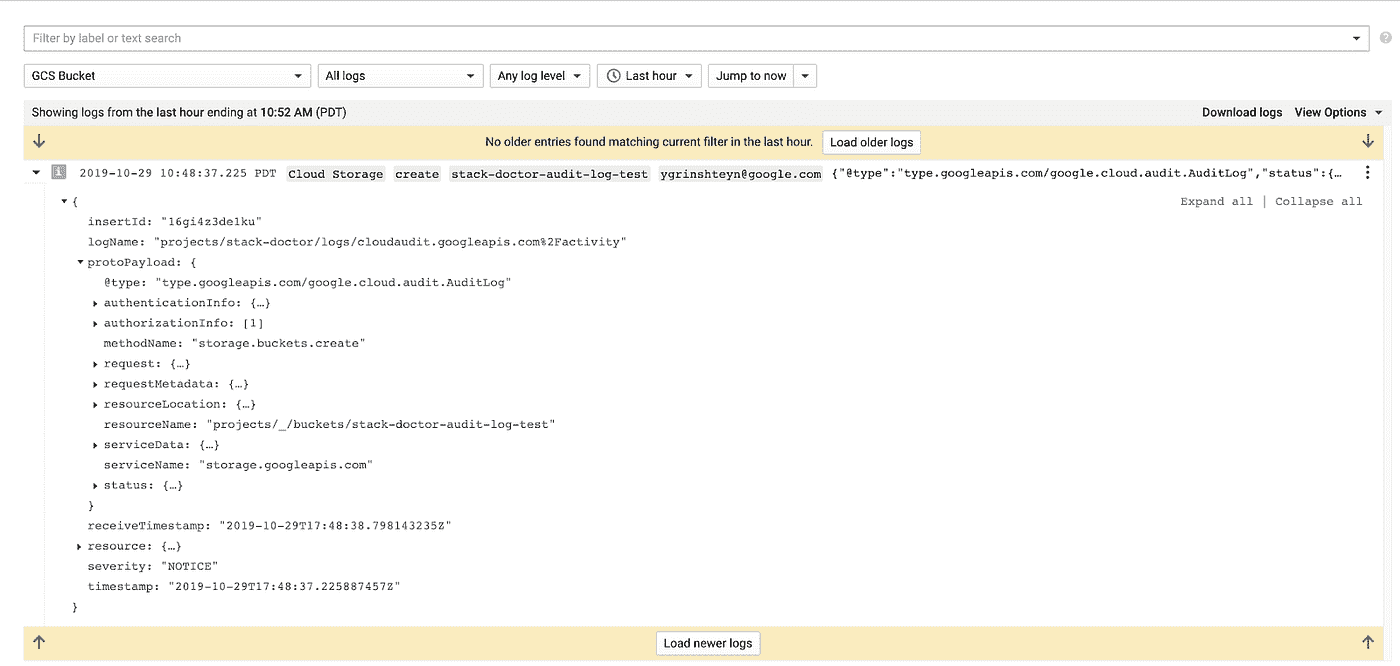 Filter by label or text search
GCS Bucket All logs Any log level Last hour Jump to now
Showing logs from the last hour ending at 10:52 AM (PDT) Download logs View Options
No older entries found matching current filter in the last hour. Load older logs
2019-10-29 10:48:37.225 PDT Cloud Storage create stack-doctor-audit-log-test ygrinshteyn@google.com {"@type":"type.googleapis.com/google.cloud.audit.AuditLog","status":{…
{ Expand all | Collapse all
insertId: "16gi4z3de1ku"
logName: "projects/stack-doctor/logs/cloudaudit.googleapis.com%2Factivity"
protoPayload: {
@type: "type.googleapis.com/google.cloud.audit.AuditLog"
authenticationInfo: {…}
authorizationInfo: [1]
methodName: "storage.buckets.create"
request: {…}
requestMetadata: {…}
resourceLocation: {…}
resourceName: "projects/_/buckets/stack-doctor-audit-log-test"
serviceData: {…}
serviceName: "storage.googleapis.com"
status: {…}
}
receiveTimestamp: "2019-10-29T17:48:38.798143235Z"
resource: {…}
severity: "NOTICE"
timestamp: "2019-10-29T17:48:37.225887457Z"
}
Load newer logs